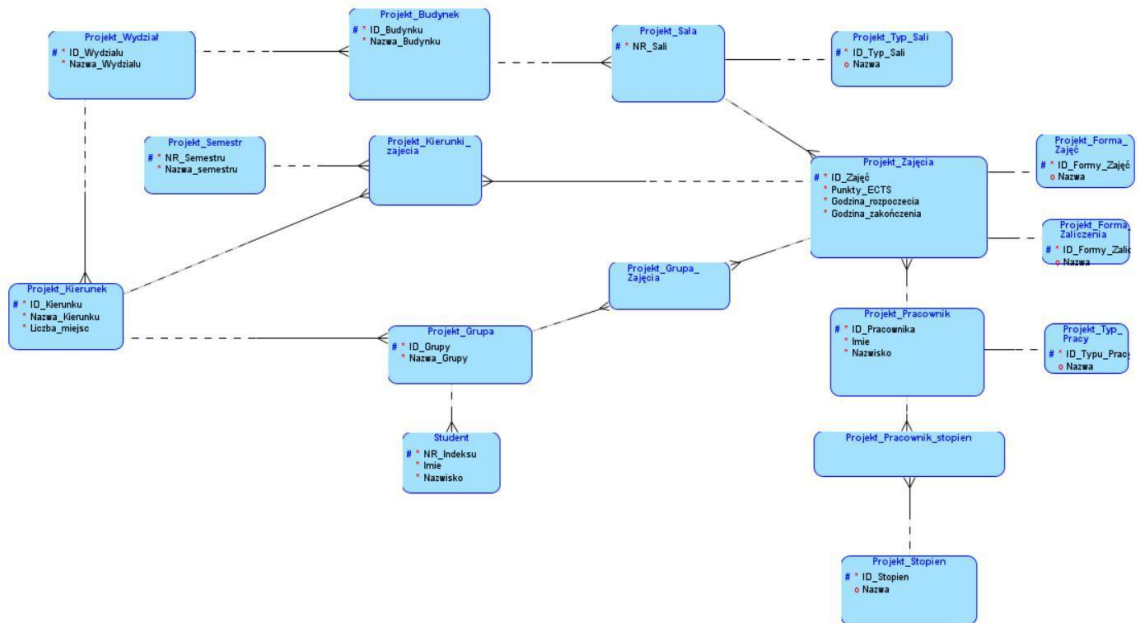 Projekt_Wydział
# * ID_Wydzialu
* Nazwa_Wydzialu
Projekt_Budynek
# * ID_Budynku
* Nazwa_Budynku
Projekt_Sala
# * NR_Sali
Projekt_Typ_Sali
# * ID_Typ_Sali
o Nazwa
Projekt_Semestr
# * NR_Semestru
* Nazwa_semestru
Projekt_Kierunki_
zajecia
Projekt_Zajęcia
# * ID_Zajęć
* Punkty_ECTS
* Godzina_rozpoczecia
* Godzina_zakończenia
Projekt_Forma_
Zajęć
# * ID_Formy_Zajęć
o Nazwa
Projekt_Forma_
Zaliczenia
# * ID_Formy_Zalic
o Nazwa
Projekt_Kierunek
# * ID_Kierunku
* Nazwa_Kierunku
* Liczba_miejsc
Projekt_Grupa_
Zajęcia
Projekt_Grupa
# * ID_Grupy
* Nazwa_Grupy
Projekt_Pracownik
# * ID_Pracownika
* Imie
* Nazwisko
Projekt_Typ_
Pracy
# * ID_Typu_Pracy
o Nazwa
Student
# * NR_Indeksu
* Imie
* Nazwisko
Projekt_Pracownik_stopien
Projekt_Stopien
# * ID_Stopien
o Nazwa